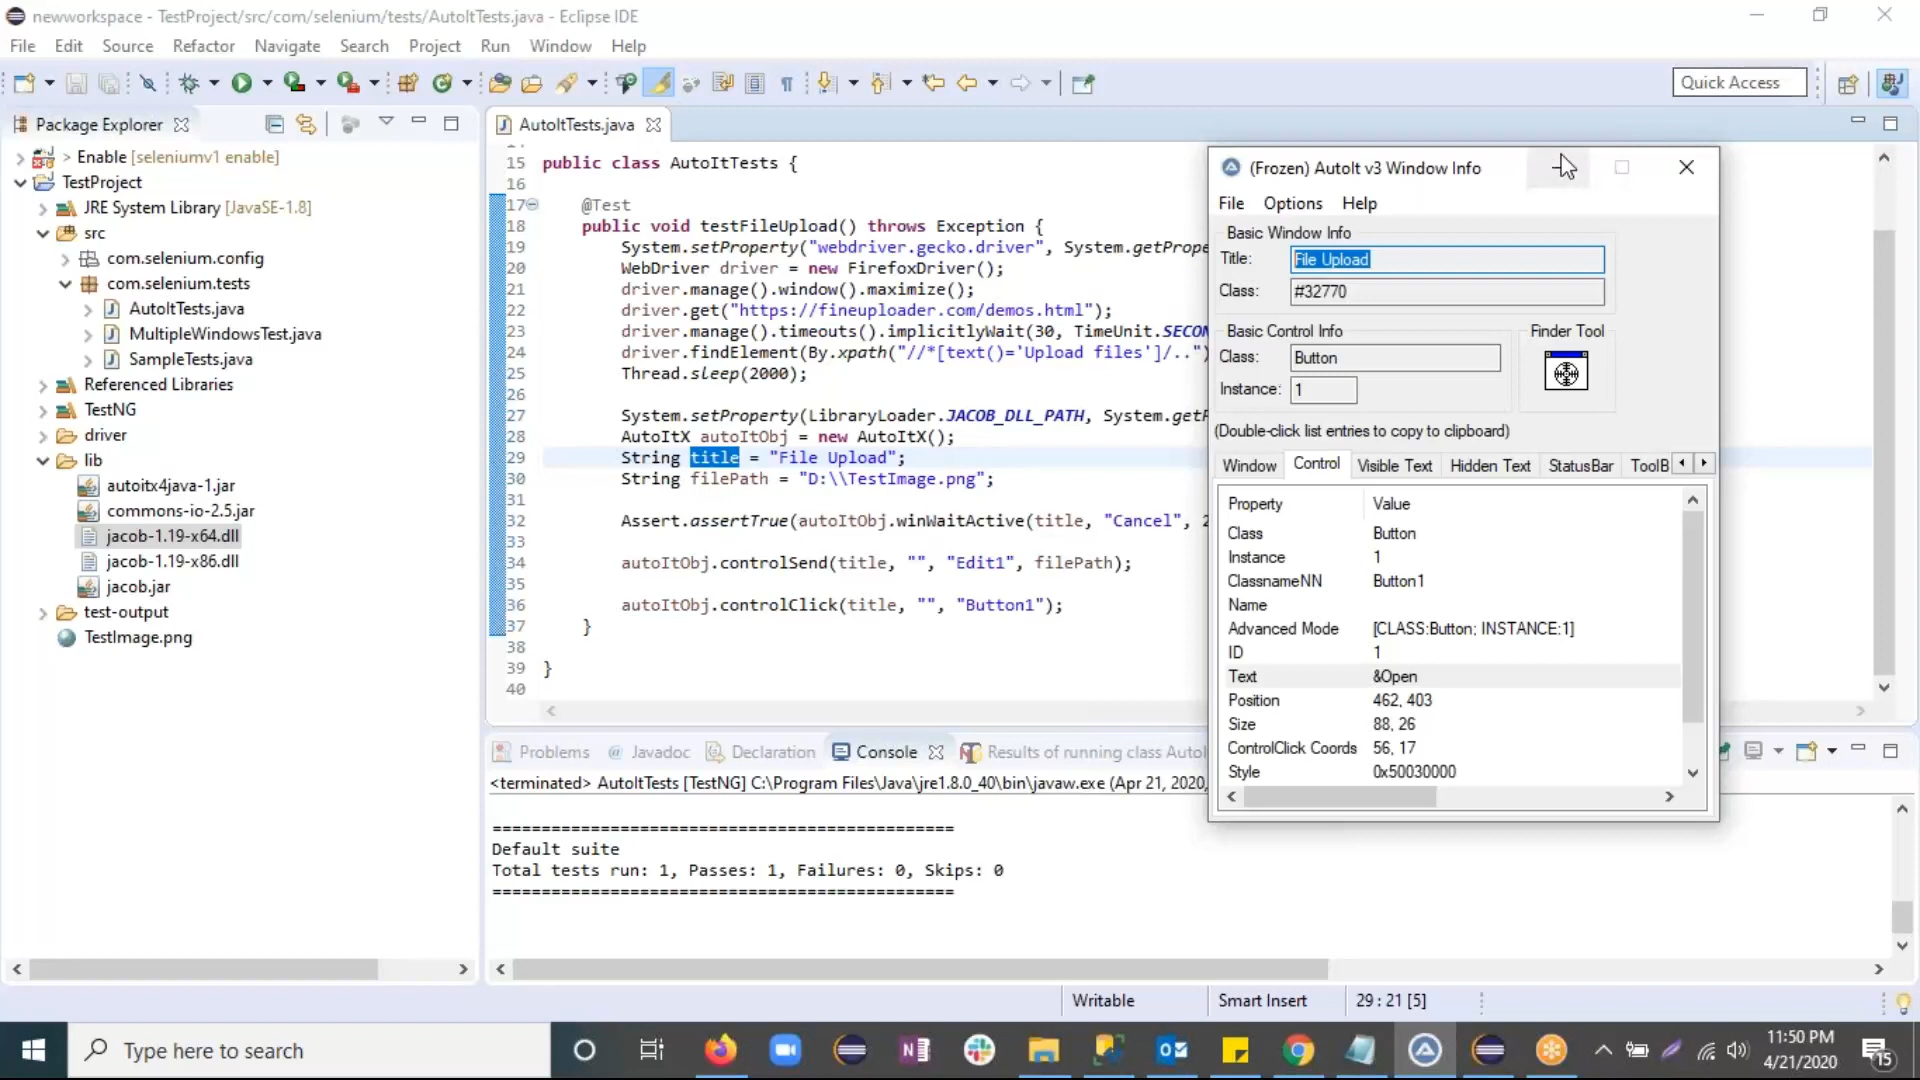 newworkspace - TestProject/src/com/selenium/tests/AutoItTests.java - Eclipse IDE
File Edit Source Refactor Navigate Search Project Run Window Help
Quick Access
Package Explorer
> Enable [seleniumv1 enable]
TestProject
JRE System Library [JavaSE-1.8]
src
com.selenium.config
com.selenium.tests
AutoItTests.java
MultipleWindowsTest.java
SampleTests.java
Referenced Libraries
TestNG
driver
lib
autoitx4java-1.jar
commons-io-2.5.jar
jacob-1.19-x64.dll
jacob-1.19-x86.dll
jacob.jar
test-output
TestImage.png
AutoItTests.java
15 public class AutoItTests {
16
17 @Test
18 public void testFileUpload() throws Exception {
19 System.setProperty("webdriver.gecko.driver", System.getPrope
20 WebDriver driver = new FirefoxDriver();
21 driver.manage().window().maximize();
22 driver.get("https://fineuploader.com/demos.html");
23 driver.manage().timeouts().implicitlyWait(30, TimeUnit.SECON
24 driver.findElement(By.xpath("//*[text()='Upload files']/..")
25 Thread.sleep(2000);
26
27 System.setProperty(LibraryLoader.JACOB_DLL_PATH, System.getP
28 AutoItX autoItObj = new AutoItX();
29 String title = "File Upload";
30 String filePath = "D:\\TestImage.png";
31
32 Assert.assertTrue(autoItObj.winWaitActive(title, "Cancel", 2
33
34 autoItObj.controlSend(title, "", "Edit1", filePath);
35
36 autoItObj.controlClick(title, "", "Button1");
37 }
38
39 }
40
(Frozen) AutoIt v3 Window Info
File Options Help
Basic Window Info
Title: File Upload
Class: #32770
Basic Control Info
Class: Button
Instance: 1
Finder Tool
(Double-click list entries to copy to clipboard)
Window Control Visible Text Hidden Text StatusBar ToolB
Property Value
Class Button
Instance 1
ClassnameNN Button1
Name
Advanced Mode [CLASS:Button; INSTANCE:1]
ID 1
Text &Open
Position 462, 403
Size 88, 26
ControlClick Coords 56, 17
Style 0x50030000
Problems @ Javadoc Declaration Console Results of running class AutoI
<terminated> AutoItTests [TestNG] C:\Program Files\Java\jre1.8.0_40\bin\javaw.exe (Apr 21, 2020,
===============================================
Default suite
Total tests run: 1, Passes: 1, Failures: 0, Skips: 0
===============================================
Writable Smart Insert 29 : 21 [5]
Type here to search
11:50 PM
4/21/2020
15